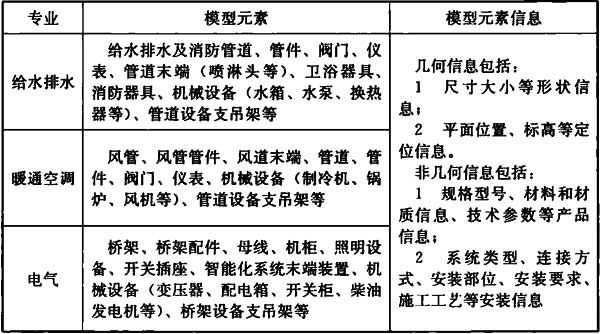 专业
模型元素
模型元素信息
给水排水
给水排水及消防管道、管件、阀门、仪
表、管道末端（喷淋头等）、卫浴器具、
消防器具、机械设备（水箱、水泵、换热
器等）、管道设备支吊架等
暖通空调
风管、风管管件、风道末端、管道、管
件、阀门、仪表、机械设备（制冷机、锅
炉、风机等）、管道设备支吊架等
电气
桥架、桥架配件、母线、机柜、照明设
备、开关插座、智能化系统末端装置、机
械设备（变压器、配电箱、开关柜、柴油
发电机等）、桥架设备支吊架等
几何信息包括：
1 尺寸大小等形状信
息；
2 平面位置、标高等定
位信息。
非几何信息包括：
1 规格型号、材料和材
质信息、技术参数等产品
信息；
2 系统类型、连接方
式、安装部位、安装要求、
施工工艺等安装信息